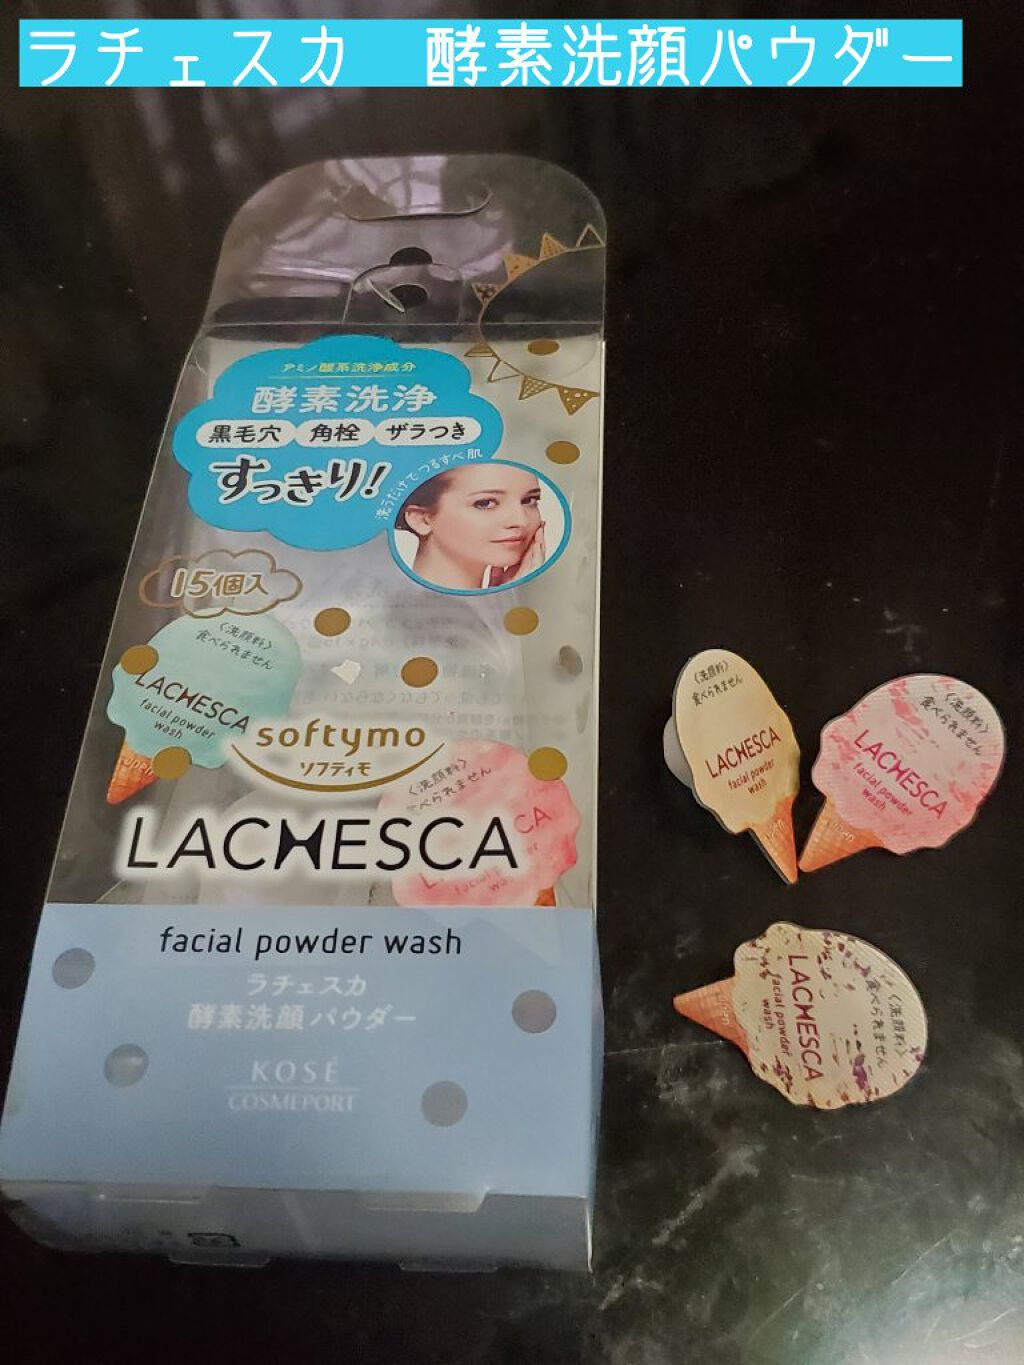 ラチェスカ 酵素洗顔パウダー
アミノ酸系洗浄成分
酵素洗浄
黒毛穴 角栓 ザラつき
すっきり!
洗うだけでつるすべ肌
15個入
〈洗顔料〉
食べられません
LACHESCA
facial powder
wash
open
softymo
ソフティモ
〈洗顔料〉
食べられません
CA
LACHESCA
facial powder wash
ラチェスカ
酵素洗顔パウダー
KOSÉ
COSMEPORT
〈洗顔料〉
食べられません
LACHESCA
facial powder
wash
open
〈洗顔料〉
食べられません
LACHESCA
facial powder
wash
open
〈洗顔料〉
食べられません
LACHESCA
facial powder
wash
open